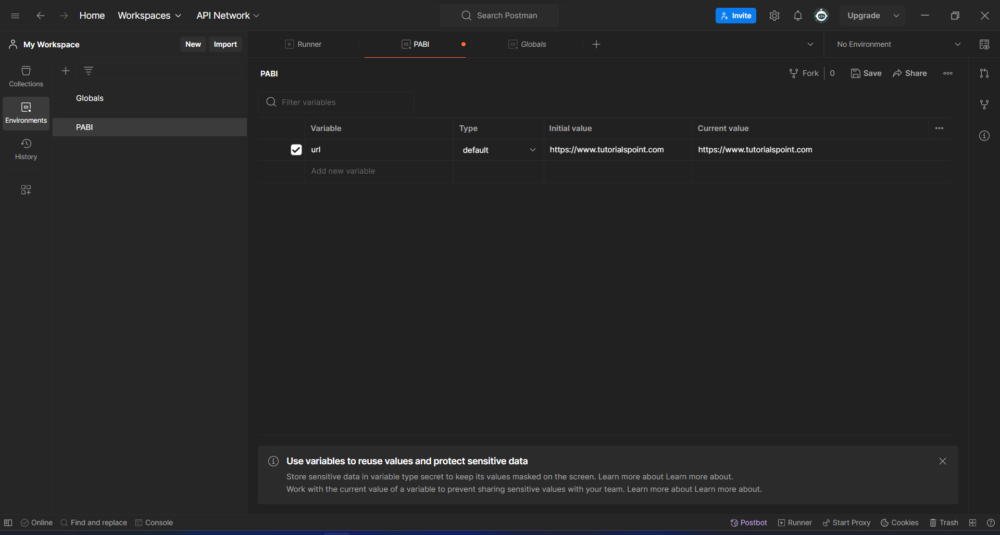 Home Workspaces API Network Search Postman Invite Upgrade
My Workspace New Import Runner PABI Globals No Environment
Collections
Environments
History
Globals
PABI
PABI Fork 0 Save Share
Filter variables
Variable Type Initial value Current value
url default https://www.tutorialspoint.com https://www.tutorialspoint.com
Add new variable
Use variables to reuse values and protect sensitive data
Store sensitive data in variable type secret to keep its values masked on the screen. Learn more about Learn more about.
Work with the current value of a variable to prevent sharing sensitive values with your team. Learn more about Learn more about.
Online Find and replace Console Postbot Runner Start Proxy Cookies Trash